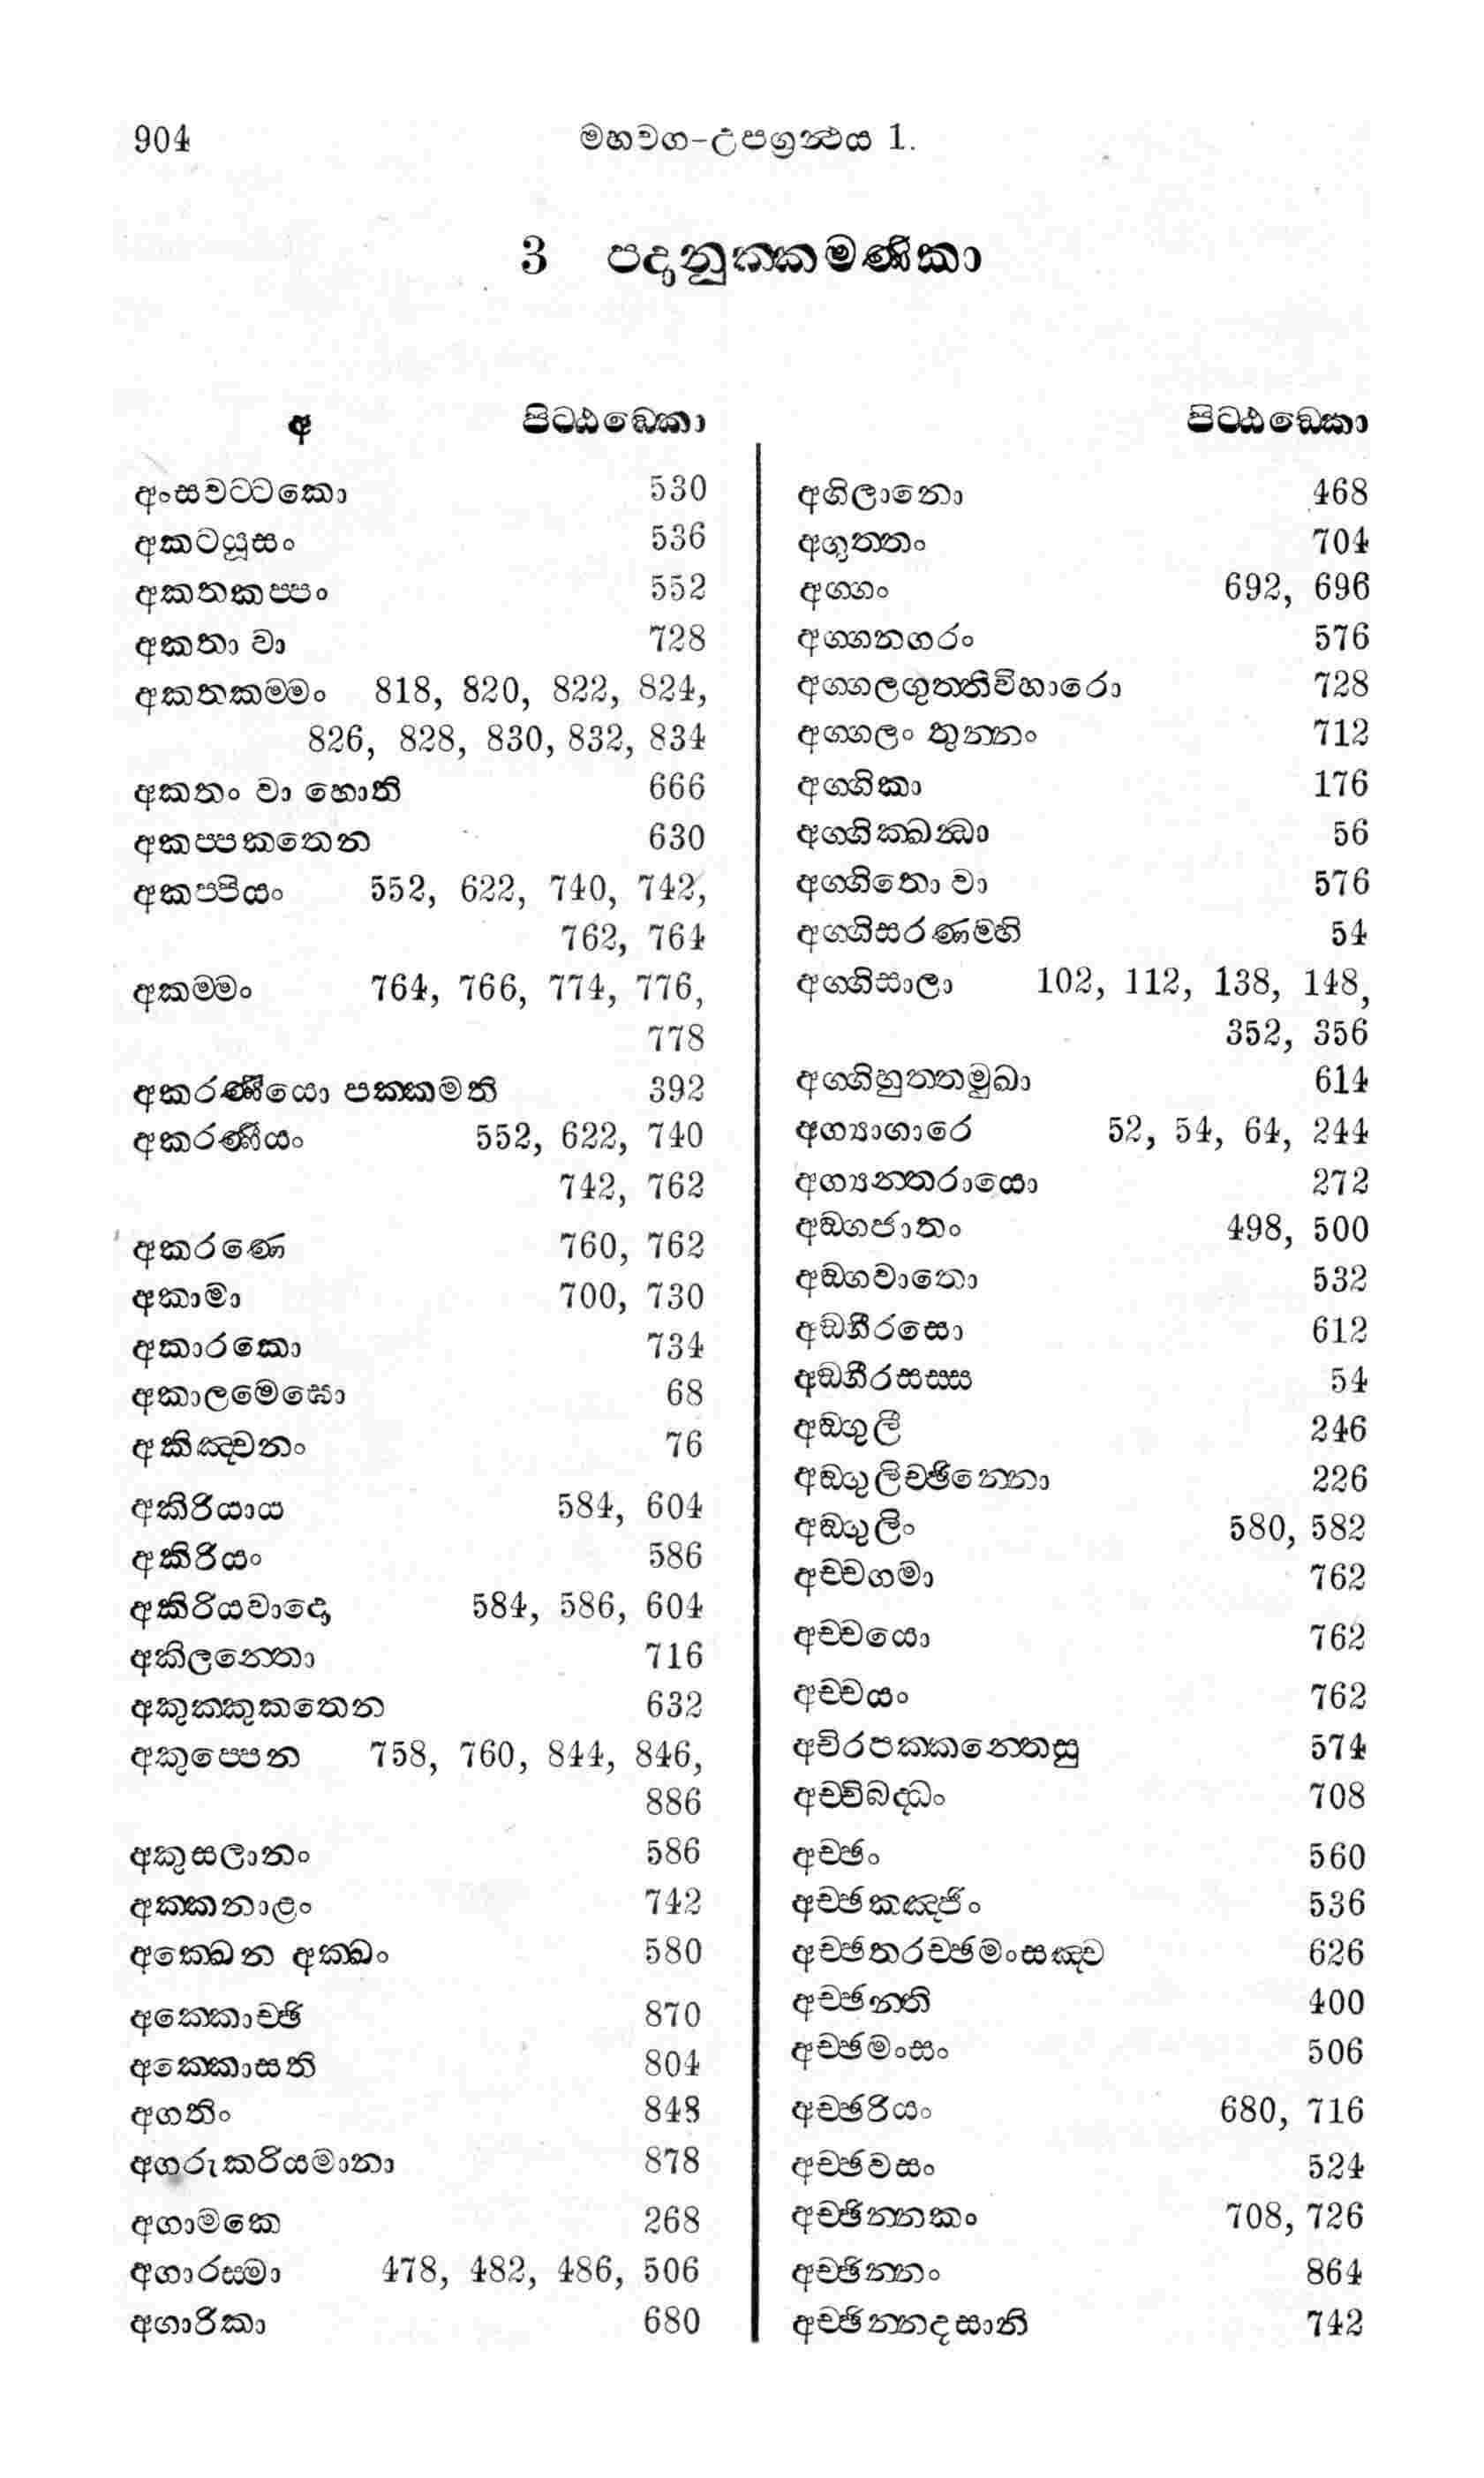 904
මහවග-උපග්‍රන්‍ථය 1.
3 පදානුක‍්කමණිකා
අ පිට‍්ඨඞ‍්කො
අංසවට‍්ටකො 530
අකටයූසං 536
අකතකප‍්පං 552
අකතා වා 728
අකතකම‍්මං 818, 820, 822, 824,
826, 828, 830, 832, 834
අකතං වා හොති 666
අකප‍්පකතෙන 630
අකප‍්පියං 552, 622, 740, 742,
762, 764
අකම‍්මං 764, 766, 774, 776,
778
අකරණීයො පක‍්කමති 392
අකරණීයං 552, 622, 740
742, 762
අකරණෙ 760, 762
අකාමා 700, 730
අකාරකො 734
අකාලමෙඝො 68
අකිඤ‍්චනං 76
අකිරියාය 584, 604
අකිරියං 586
අකිරියවාදො 584, 586, 604
අකිලන‍්තො 716
අකුක‍්කුකතෙන 632
අකුප‍්පෙන 758, 760, 844, 846,
886
අකුසලානං 586
අක‍්කනාළං 742
අක‍්ඛෙන අක‍්ඛං 580
අක‍්කොච‍්ඡි 870
අක‍්කොසති 804
අගතිං 848
අගරුකරියමානා 878
අගාමකෙ 268
අගාරස‍්මා 478, 482, 486, 506
අගාරිකා 680
පිට‍්ඨඞ‍්කො
අගිලානො 468
අගුත‍්තං 704
අග‍්ගං 692, 696
අග‍්ගනගරං 576
අග‍්ගලගුත‍්තිවිහාරො 728
අග‍්ගලං තුන‍්නං 712
අග‍්ගිකා 176
අග‍්ගික‍්ඛන්‍ධා 56
අග‍්ගිතො වා 576
අග‍්ගිසරණම‍්හි 54
අග‍්ගිසාලා 102, 112, 138, 148,
352, 356
අග‍්ගිහුත‍්තමුඛා 614
අග්‍යාගාරෙ 52, 54, 64, 244
අග්‍යන‍්තරායො 272
අඞ‍්ගජාතං 498, 500
අඞ‍්ගවාතො 532
අඞ‍්ගීරසො 612
අඞ‍්ගීරසස‍්ස 54
අඞ‍්ගුලී 246
අඞ‍්ගුලිච‍්ඡින‍්නො 226
අඞ‍්ගුලිං 580, 582
අච‍්චගමා 762
අච‍්චයො 762
අච‍්චයං 762
අචිරපක‍්කන‍්තෙසු 574
අච‍්චිබද‍්ධං 708
අච‍්ඡං 560
අච‍්ඡකඤ‍්ජිං 536
අච‍්ඡතරච‍්ඡමංසඤ‍්ච 626
අච‍්ඡන‍්ති 400
අච‍්ඡමංසං 506
අච‍්ඡරියං 680, 716
අච‍්ඡවසං 524
අච‍්ඡින‍්නකං 708, 726
අච‍්ඡින‍්නං 864
අච‍්ඡින‍්නදසානි 742